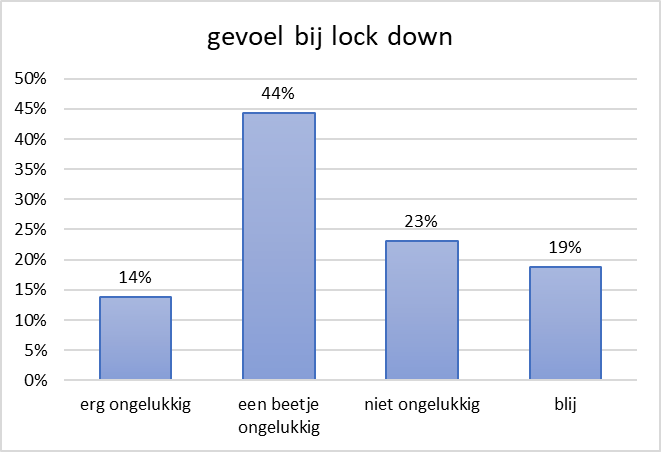 gevoel bij lock down
50%
45%
40%
35%
30%
25%
20%
15%
10%
5%
0%
14%
44%
23%
19%
erg ongelukkig
een beetje
ongelukkig
niet ongelukkig
blij